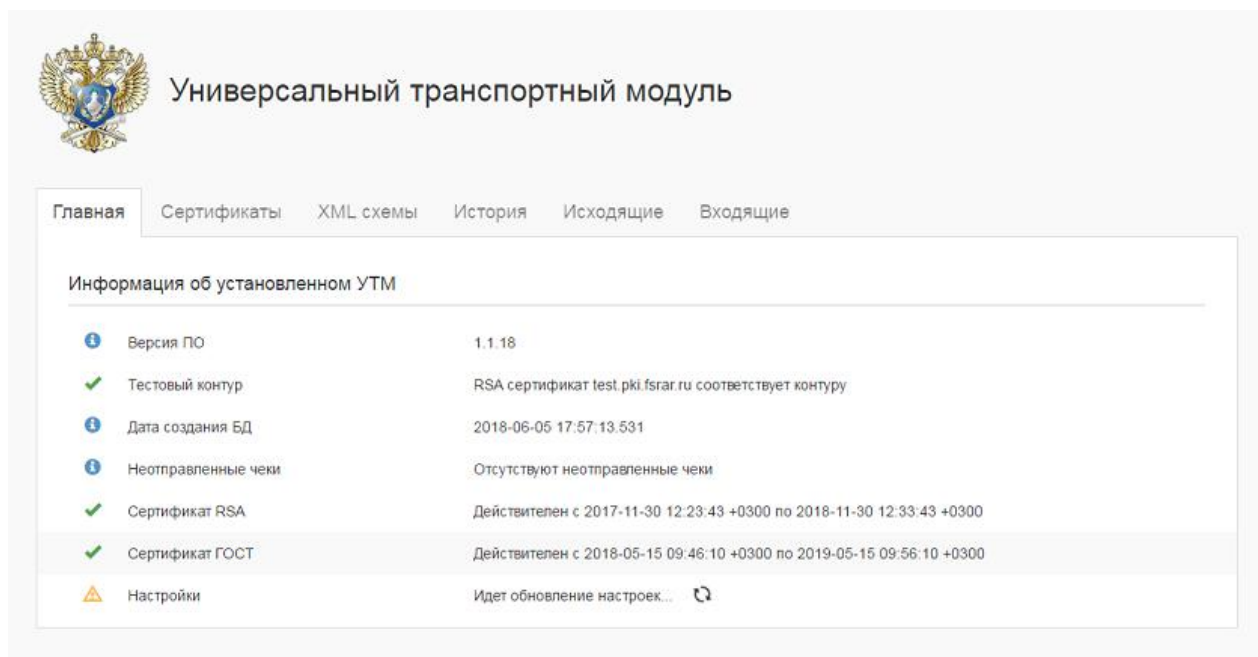 Универсальный транспортный модуль
Главная Сертификаты XML схемы История Исходящие Входящие
Информация об установленном УТМ
Версия ПО 1.1.18
Тестовый контур RSA сертификат test.pki.fsrar.ru соответствует контуру
Дата создания БД 2018-06-05 17:57:13.531
Неотправленные чеки Отсутствуют неотправленные чеки
Сертификат RSA Действителен с 2017-11-30 12:23:43 +0300 по 2018-11-30 12:33:43 +0300
Сертификат ГОСТ Действителен с 2018-05-15 09:46:10 +0300 по 2019-05-15 09:56:10 +0300
Настройки Идет обновление настроек...